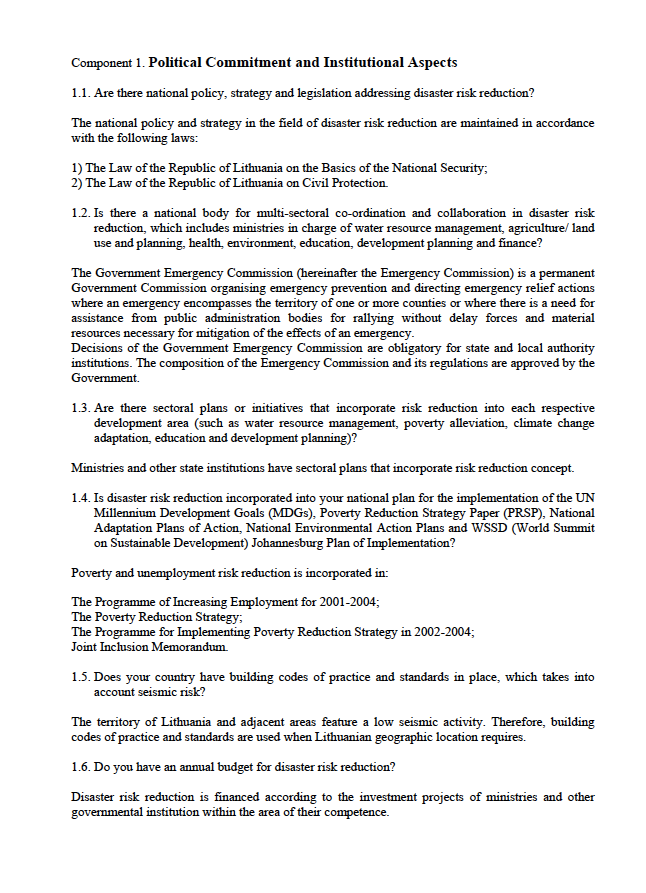 Component 1. Political Commitment and Institutional Aspects
1.1. Are there national policy, strategy and legislation addressing disaster risk reduction?
The national policy and strategy in the field of disaster risk reduction are maintained in accordance
with the following laws:
1) The Law of the Republic of Lithuania on the Basics of the National Security;
2) The Law of the Republic of Lithuania on Civil Protection.
1.2. Is there a national body for multi-sectoral co-ordination and collaboration in disaster risk
reduction, which includes ministries in charge of water resource management, agriculture/ land
use and planning, health, environment, education, development planning and finance?
The Government Emergency Commission (hereinafter the Emergency Commission) is a permanent
Government Commission organising emergency prevention and directing emergency relief actions
where an emergency encompasses the territory of one or more counties or where there is a need for
assistance from public administration bodies for rallying without delay forces and material
resources necessary for mitigation of the effects of an emergency.
Decisions of the Government Emergency Commission are obligatory for state and local authority
institutions. The composition of the Emergency Commission and its regulations are approved by the
Government.
1.3. Are there sectoral plans or initiatives that incorporate risk reduction into each respective
development area (such as water resource management, poverty alleviation, climate change
adaptation, education and development planning)?
Ministries and other state institutions have sectoral plans that incorporate risk reduction concept.
1.4. Is disaster risk reduction incorporated into your national plan for the implementation of the UN
Millennium Development Goals (MDGs), Poverty Reduction Strategy Paper (PRSP), National
Adaptation Plans of Action, National Environmental Action Plans and WSSD (World Summit
on Sustainable Development) Johannesburg Plan of Implementation?
Poverty and unemployment risk reduction is incorporated in:
The Programme of Increasing Employment for 2001-2004;
The Poverty Reduction Strategy;
The Programme for Implementing Poverty Reduction Strategy in 2002-2004;
Joint Inclusion Memorandum.
1.5. Does your country have building codes of practice and standards in place, which takes into
account seismic risk?
The territory of Lithuania and adjacent areas feature a low seismic activity. Therefore, building
codes of practice and standards are used when Lithuanian geographic location requires.
1.6. Do you have an annual budget for disaster risk reduction?
Disaster risk reduction is financed according to the investment projects of ministries and other
governmental institution within the area of their competence.